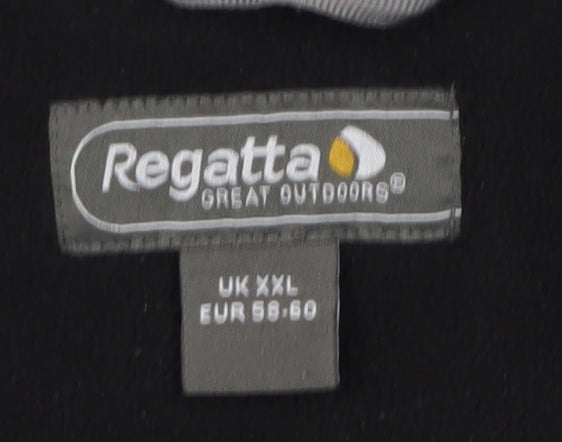 Regatta
GREAT OUTDOORS®
UK XXL
EUR 58-60